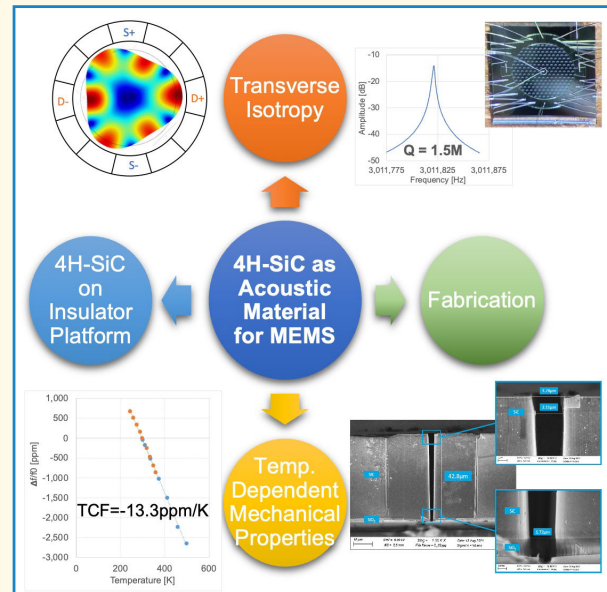 S+
D-
D+
S-
Transverse
Isotropy
-10
-20
-30
-40
-50
Amplitude [dB]
Q = 1.5M
3,011,775
3,011,825
3,011,875
Frequency [Hz]
4H-SiC
on
Insulator
Platform
4H-SiC as
Acoustic
Material
for MEMS
Fabrication
1,000
500
0
-500
-1,000
-1,500
-2,000
-2,500
-3,000
Δf/f0 [ppm]
TCF=-13.3ppm/K
0 100 200 300 400 500 600
Temperature [K]
Temp.
Dependent
Mechanical
Properties
SiC
42.8µm
SiO₂
SiC
SiC
SiO₂